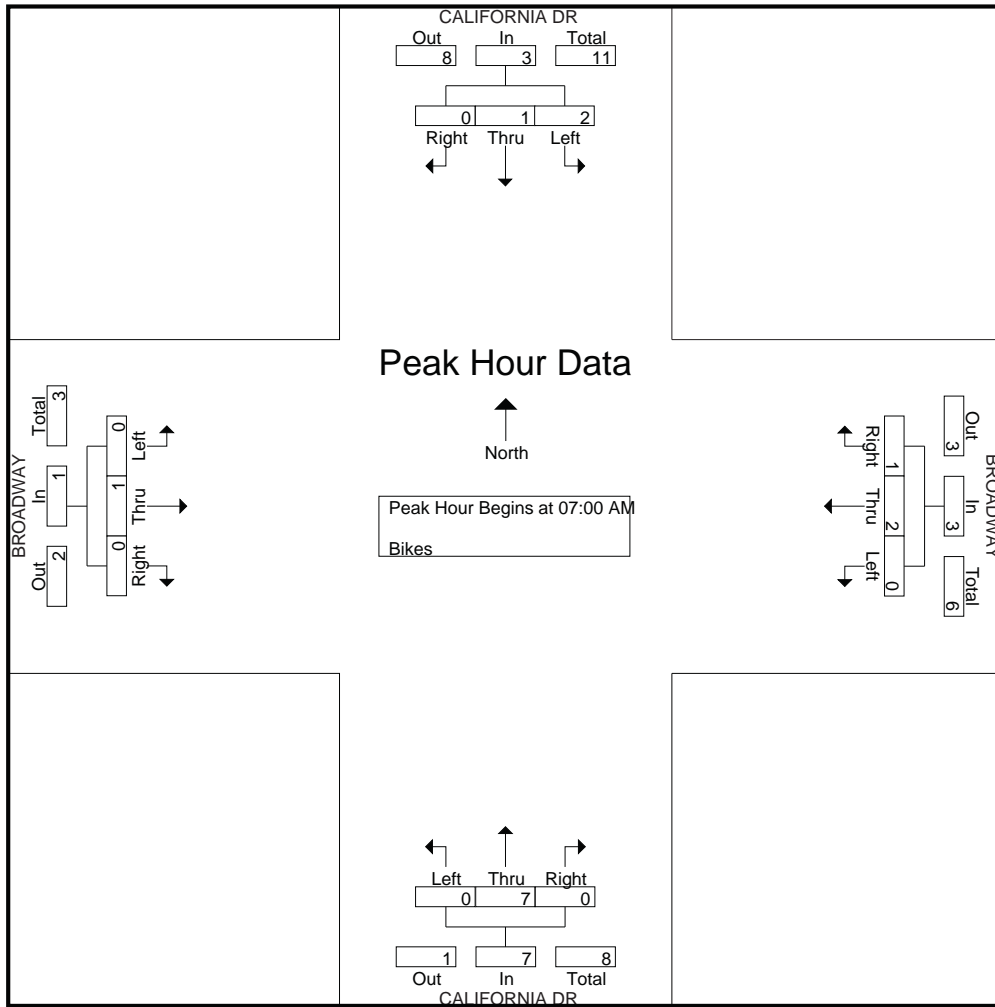 CALIFORNIA DR
Out In Total
8 3 11
0 1 2
Right Thru Left
Peak Hour Data
North
Peak Hour Begins at 07:00 AM
Bikes
BROADWAY
Out In Total
2 1 3
Right Thru Left
0 1 0
BROADWAY
Out In Total
3 3 6
Right Thru Left
1 2 0
Left Thru Right
0 7 0
1 7 8
Out In Total
CALIFORNIA DR